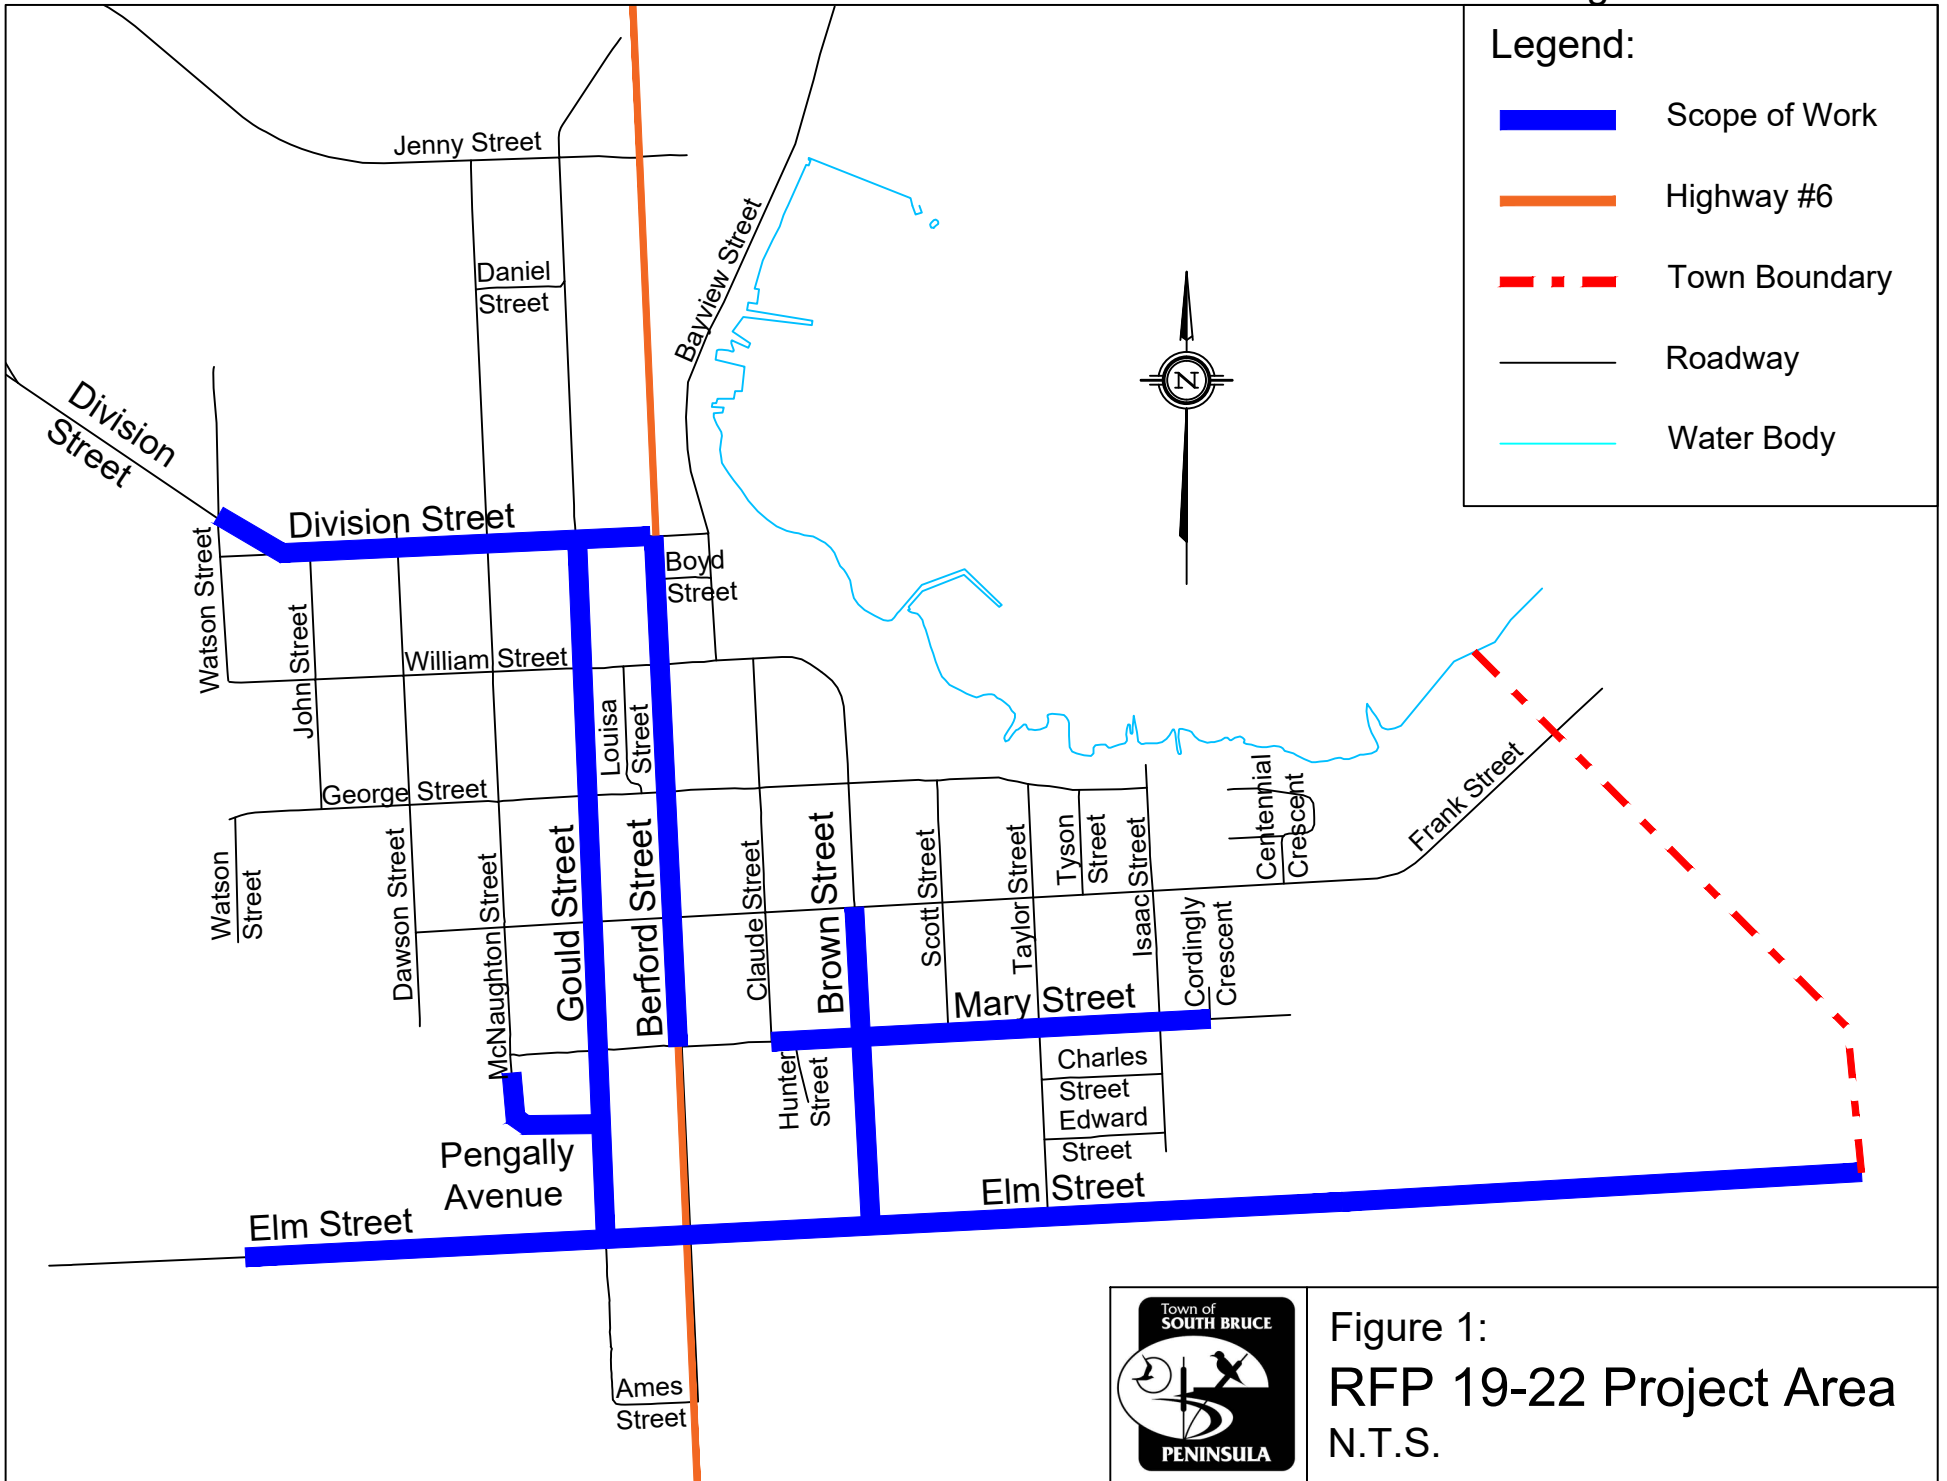 Legend:
Scope of Work
Highway #6
Town Boundary
Roadway
Water Body
Jenny Street
Daniel
Street
Bayview Street
Division
Street
Division Street
Boyd
Street
Watson Street
John Street
William Street
Louisa
Street
George Street
Watson
Street
Dawson Street
McNaughton Street
Gould Street
Berford Street
Claude Street
Brown Street
Scott Street
Taylor Street
Tyson
Street
Isaac Street
Centennial
Crescent
Frank Street
Cordingly
Crescent
Mary Street
Hunter
Street
Charles
Street
Edward
Street
Pengally
Avenue
Elm Street
Elm Street
Ames
Street
N
Town of
SOUTH BRUCE
PENINSULA
Figure 1:
RFP 19-22 Project Area
N.T.S.